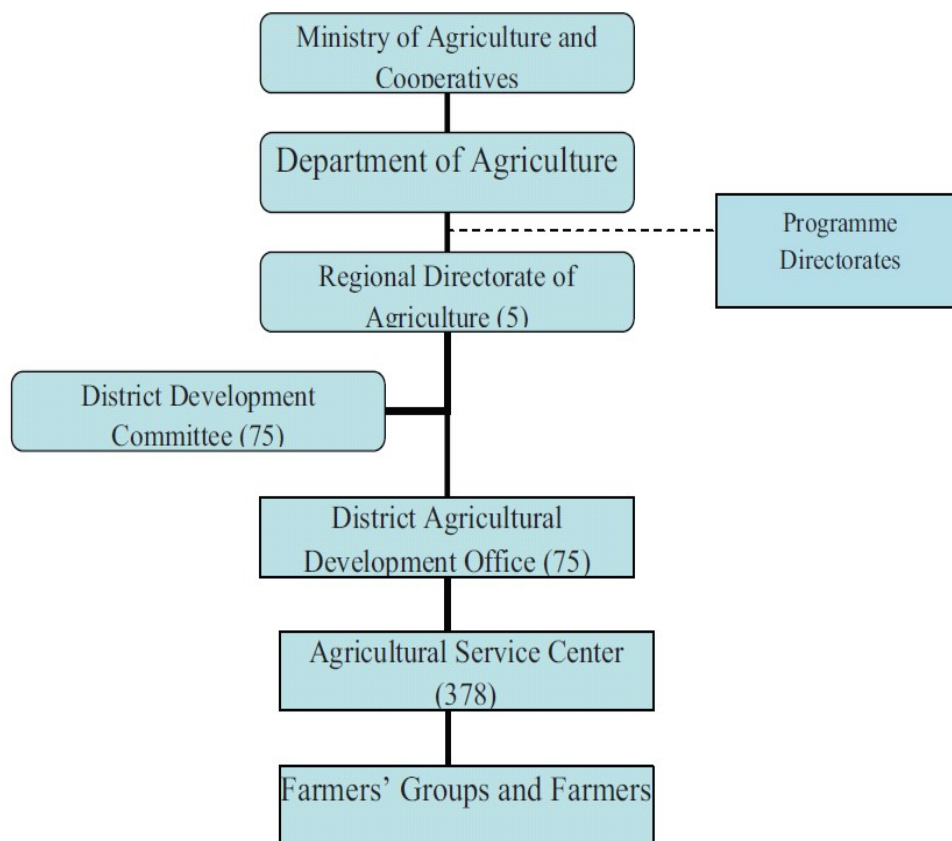 Ministry of Agriculture and
Cooperatives
Department of Agriculture
Programme
Directorates
Regional Directorate of
Agriculture (5)
District Development
Committee (75)
District Agricultural
Development Office (75)
Agricultural Service Center
(378)
Farmers’ Groups and Farmers